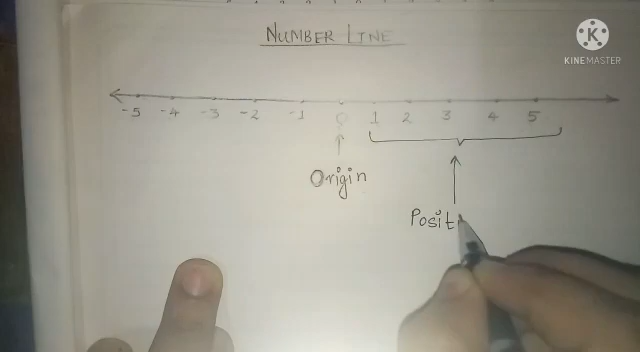 NUMBER LINE
KINEMASTER
-5 -4 -3 -2 -1 0 1 2 3 4 5
Origin
Posit